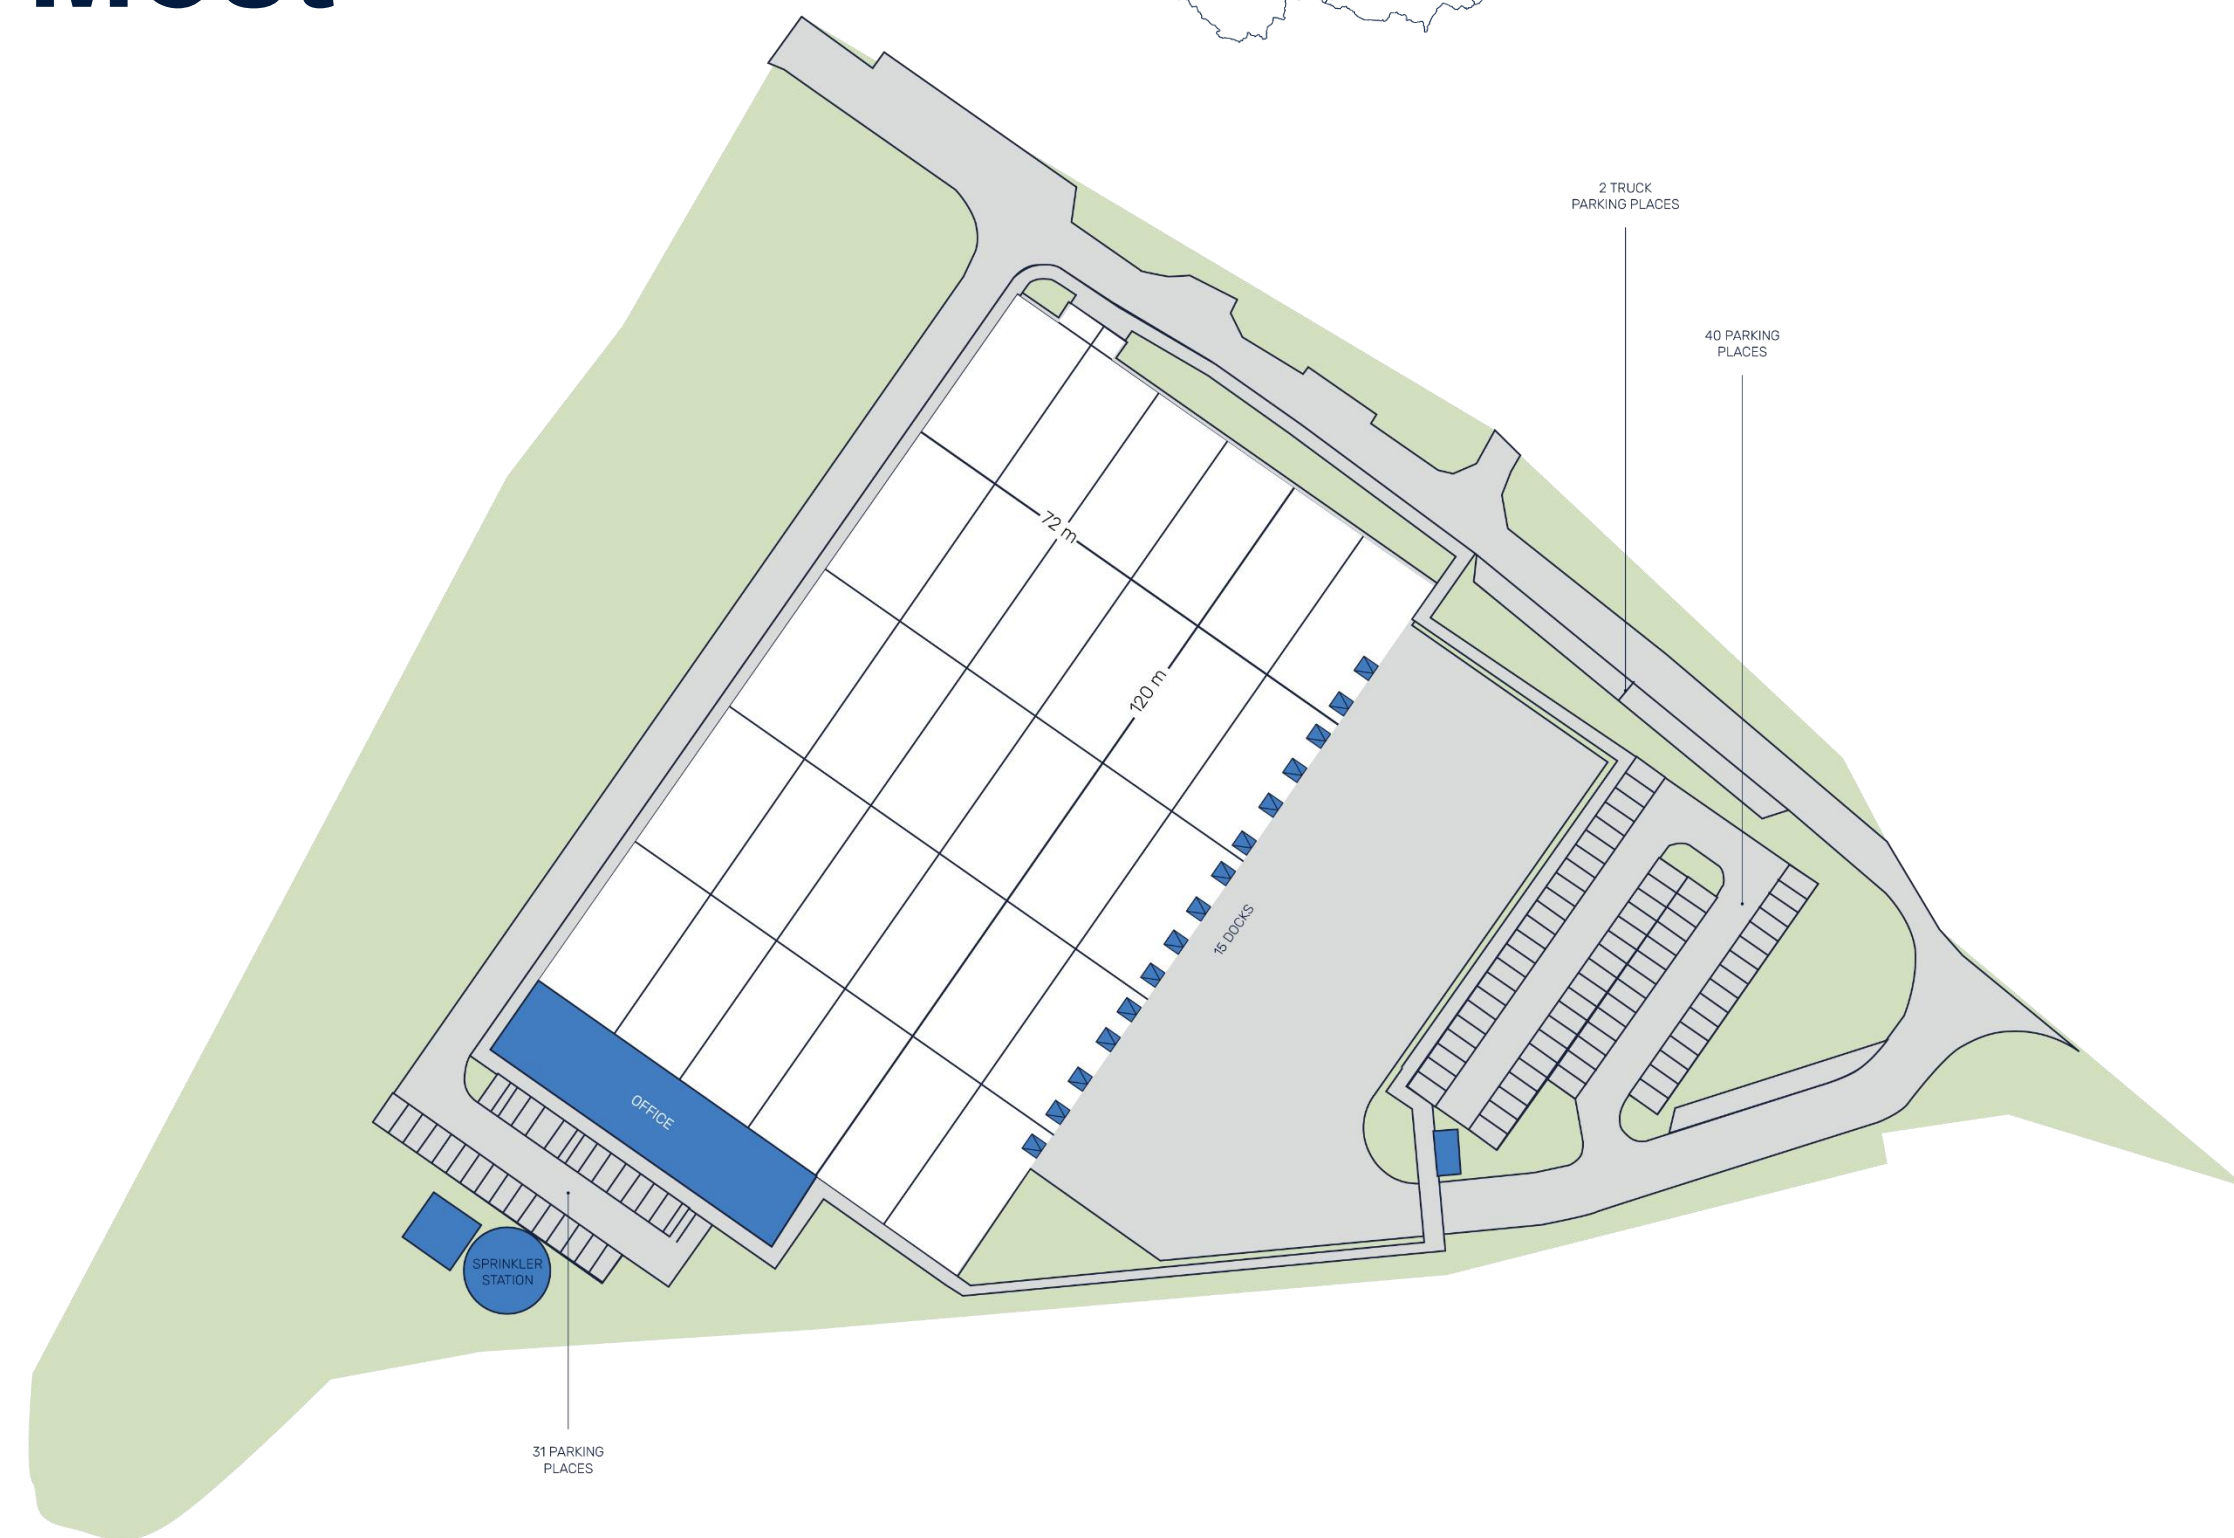 2 TRUCK
PARKING PLACES
40 PARKING
PLACES
72 m
120 m
15 DOCKS
OFFICE
SPRINKLER
STATION
31 PARKING
PLACES